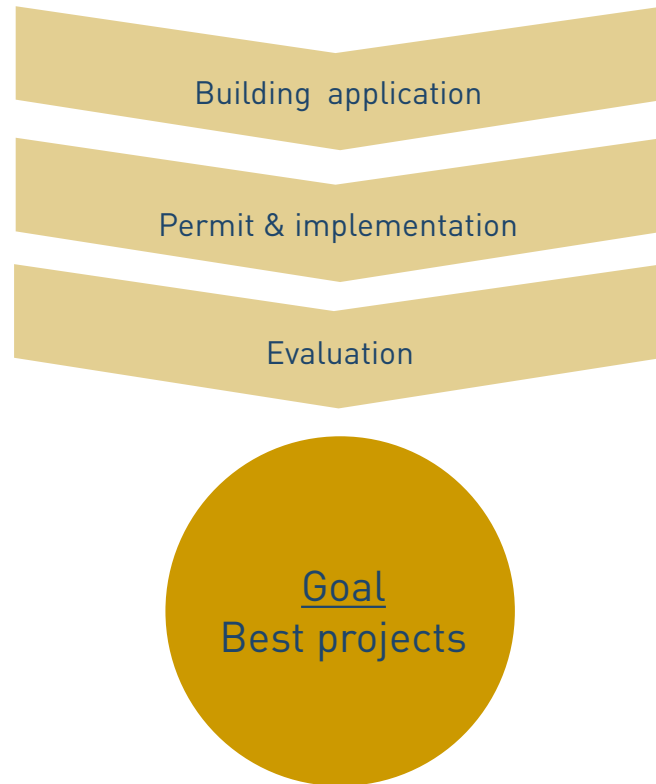 Building application
Permit & implementation
Evaluation
Goal
Best projects